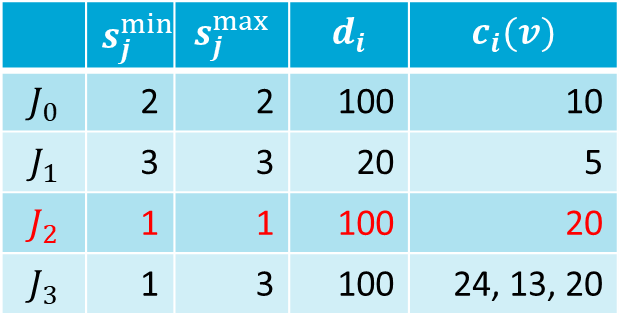 s_j^min s_j^max d_i c_i(v)
J_0 2 2 100 10
J_1 3 3 20 5
J_2 1 1 100 20
J_3 1 3 100 24, 13, 20